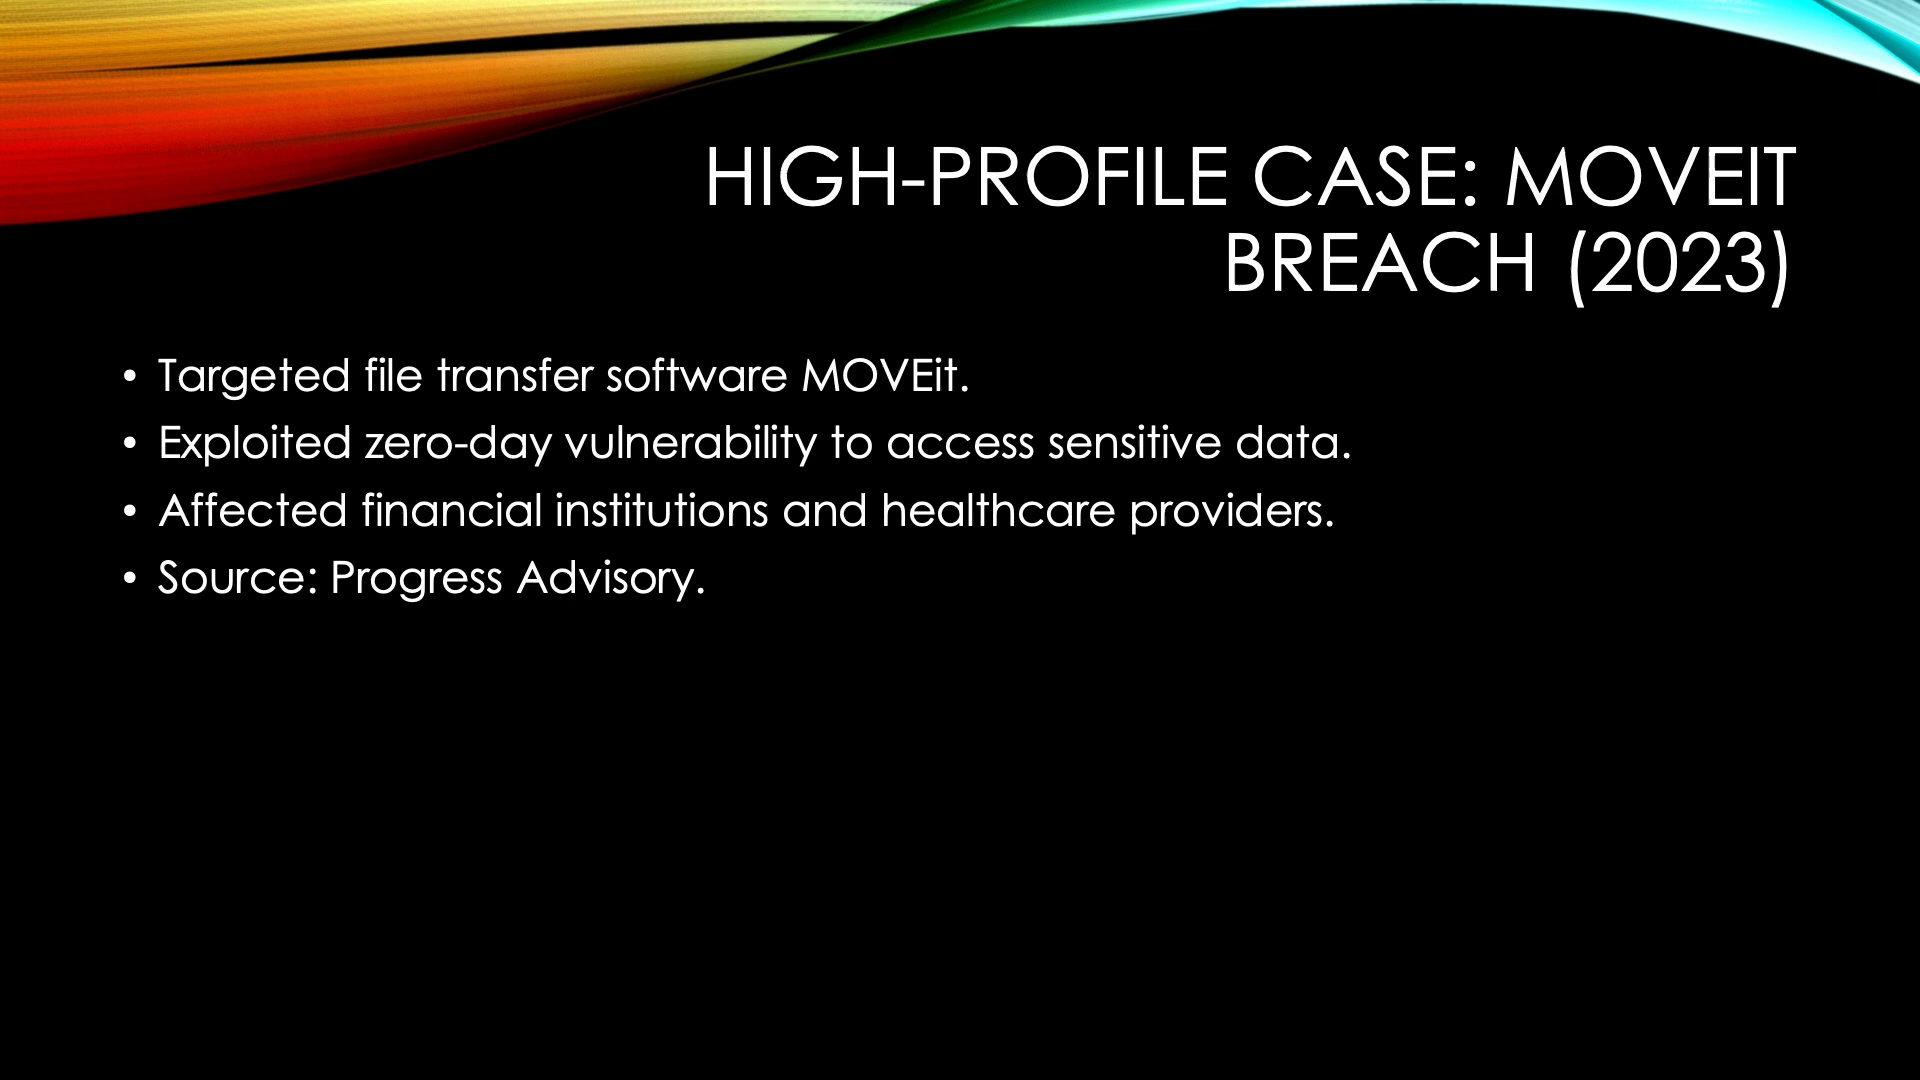 HIGH-PROFILE CASE: MOVEIT
BREACH (2023)
• Targeted file transfer software MOVEit.
• Exploited zero-day vulnerability to access sensitive data.
• Affected financial institutions and healthcare providers.
• Source: Progress Advisory.